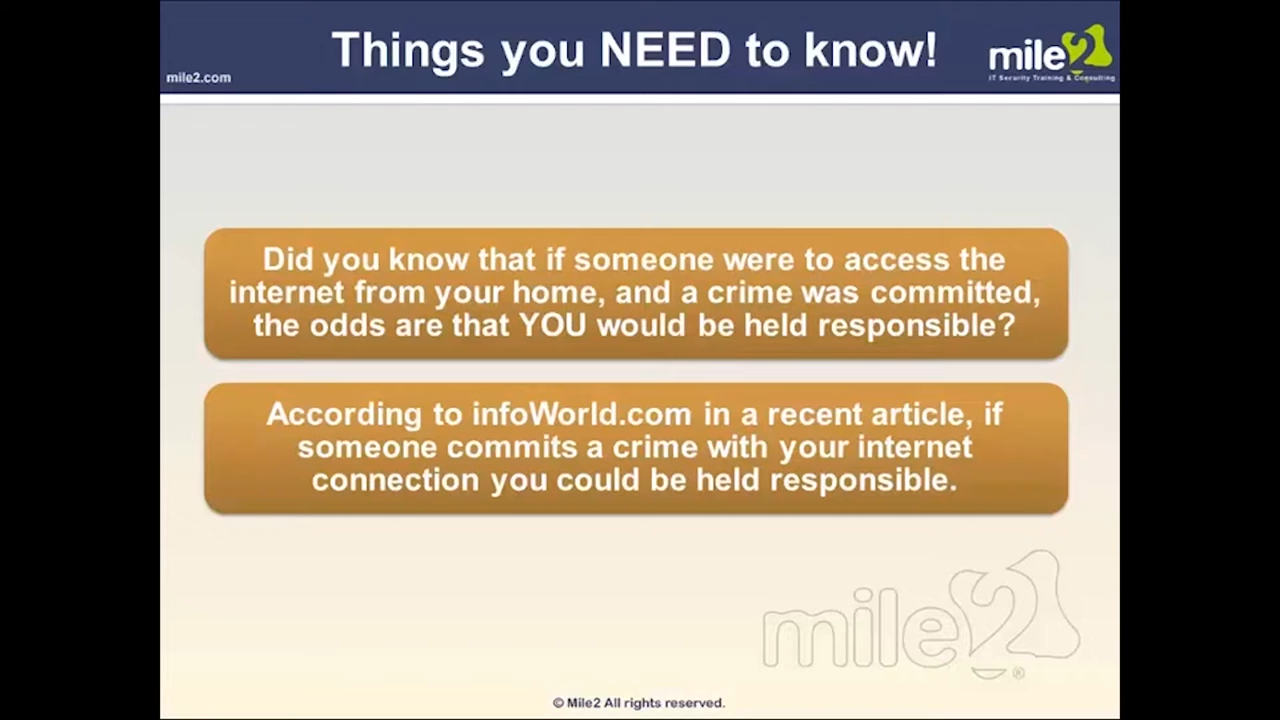 Things you NEED to know!
mile2.com
mile2
IT Security Training & Consulting
Did you know that if someone were to access the
internet from your home, and a crime was committed,
the odds are that YOU would be held responsible?
According to infoWorld.com in a recent article, if
someone commits a crime with your internet
connection you could be held responsible.
mile2®
© Mile2 All rights reserved.